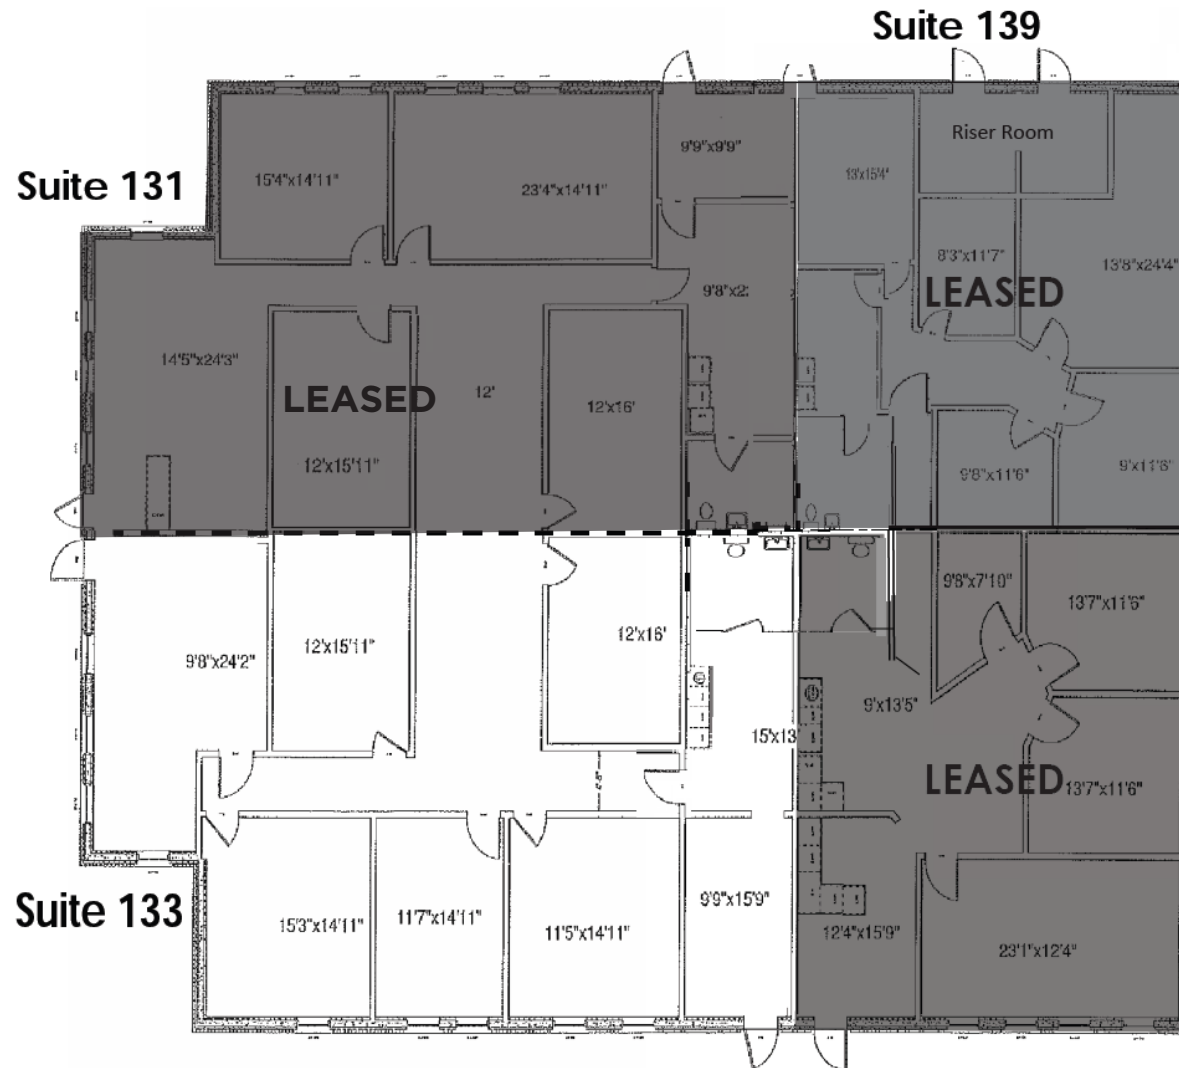 Suite 139
Riser Room
9'9"x9'9"
15'4"x14'11"
23'4"x14'11"
13'x15'4"
Suite 131
8'3"x11'7"
13'8"x24'4"
9'8"x2
LEASED
14'5"x24'3"
LEASED
12'
12'x16'
12'x15'11"
9'8"x11'6"
9'x11'6"
9'8"x7'10"
13'7"x11'6"
12'x16'
12'x15'11"
9'8"x24'2"
9'x13'5"
15'x13
LEASED
13'7"x11'6"
Suite 133
9'9"x15'9"
15'3"x14'11"
11'7"x14'11"
11'5"x14'11"
12'4"x15'9"
23'1"x12'4"